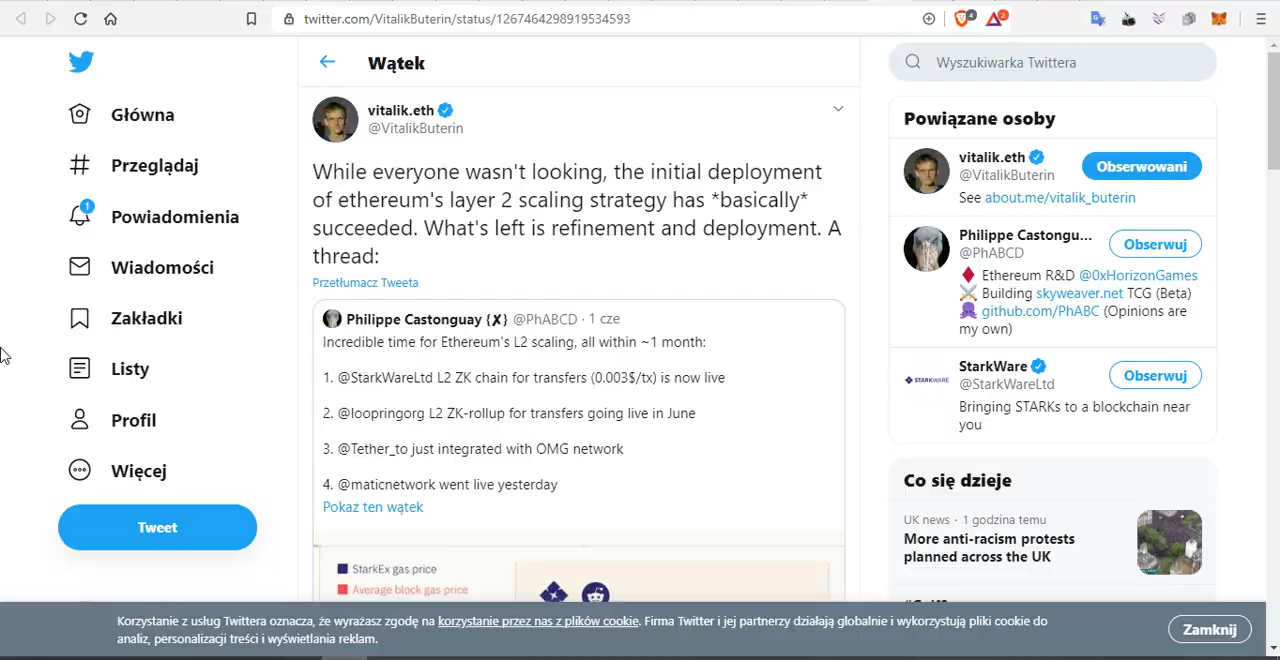 twitter.com/VitalikButerin/status/1267464298919534593
4
2
Główna
Przeglądaj
1
Powiadomienia
Wiadomości
Zakładki
Listy
Profil
Więcej
Tweet
Wątek
vitalik.eth
@VitalikButerin
While everyone wasn't looking, the initial deployment
of ethereum's layer 2 scaling strategy has *basically*
succeeded. What's left is refinement and deployment. A
thread:
Przetłumacz Tweeta
Philippe Castonguay {✗} @PhABCD · 1 cze
Incredible time for Ethereum's L2 scaling, all within ~1 month:
1. @StarkWareLtd L2 ZK chain for transfers (0.003$/tx) is now live
2. @loopringorg L2 ZK-rollup for transfers going live in June
3. @Tether_to just integrated with OMG network
4. @maticnetwork went live yesterday
Pokaż ten wątek
StarkEx gas price
Average block gas price
Wyszukiwarka Twittera
Powiązane osoby
vitalik.eth
@VitalikButerin
Obserwowani
See about.me/vitalik_buterin
Philippe Castongu...
@PhABCD
Obserwuj
Ethereum R&D @0xHorizonGames
Building skyweaver.net TCG (Beta)
github.com/PhABC (Opinions are
my own)
STARKWARE
StarkWare
@StarkWareLtd
Obserwuj
Bringing STARKs to a blockchain near
you
Co się dzieje
UK news · 1 godzina temu
More anti-racism protests
planned across the UK
Korzystanie z usług Twittera oznacza, że wyrażasz zgodę na korzystanie przez nas z plików cookie. Firma Twitter i jej partnerzy działają globalnie i wykorzystują pliki cookie do
analiz, personalizacji treści i wyświetlania reklam.
Zamknij